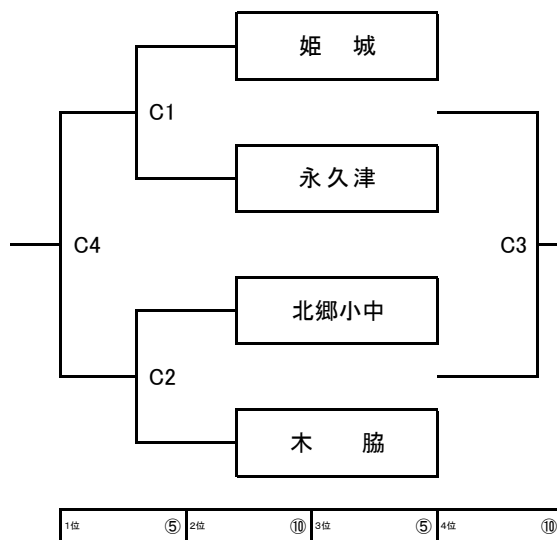 姫 城
C1
永久津
C4 C3
北郷小中
C2
木 脇
1位 ⑤ 2位 ⑩ 3位 ⑤ 4位 ⑩